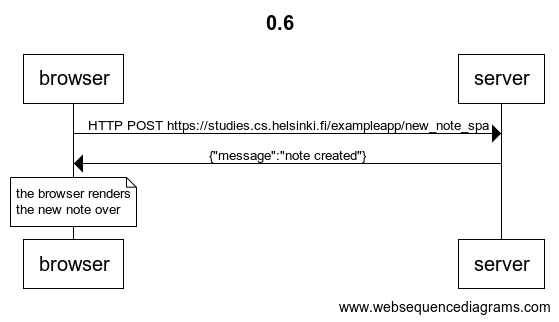 0.6
browser
server
HTTP POST https://studies.cs.helsinki.fi/exampleapp/new_note_spa
{"message":"note created"}
the browser renders
the new note over
browser
server
www.websequencediagrams.com